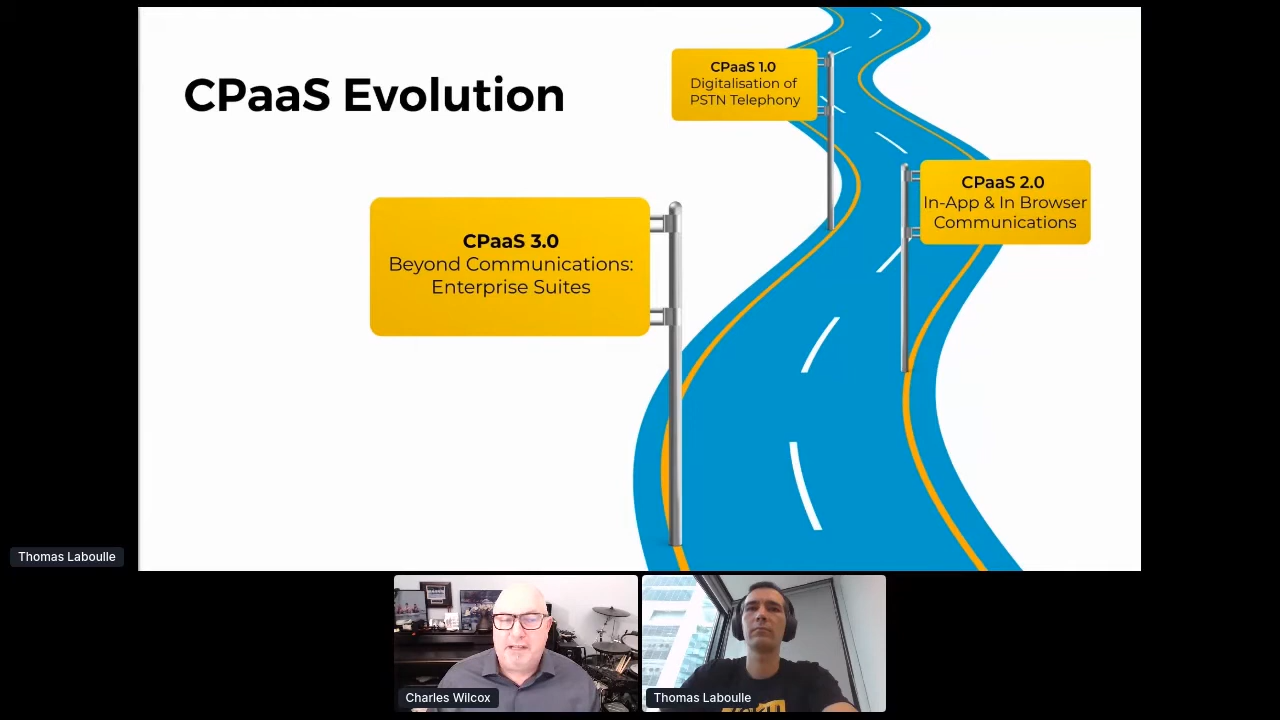 CPaaS Evolution
CPaaS 1.0
Digitalisation of
PSTN Telephony
CPaaS 2.0
In-App & In Browser
Communications
CPaaS 3.0
Beyond Communications:
Enterprise Suites
Thomas Laboulle
Charles Wilcox
Thomas Laboulle